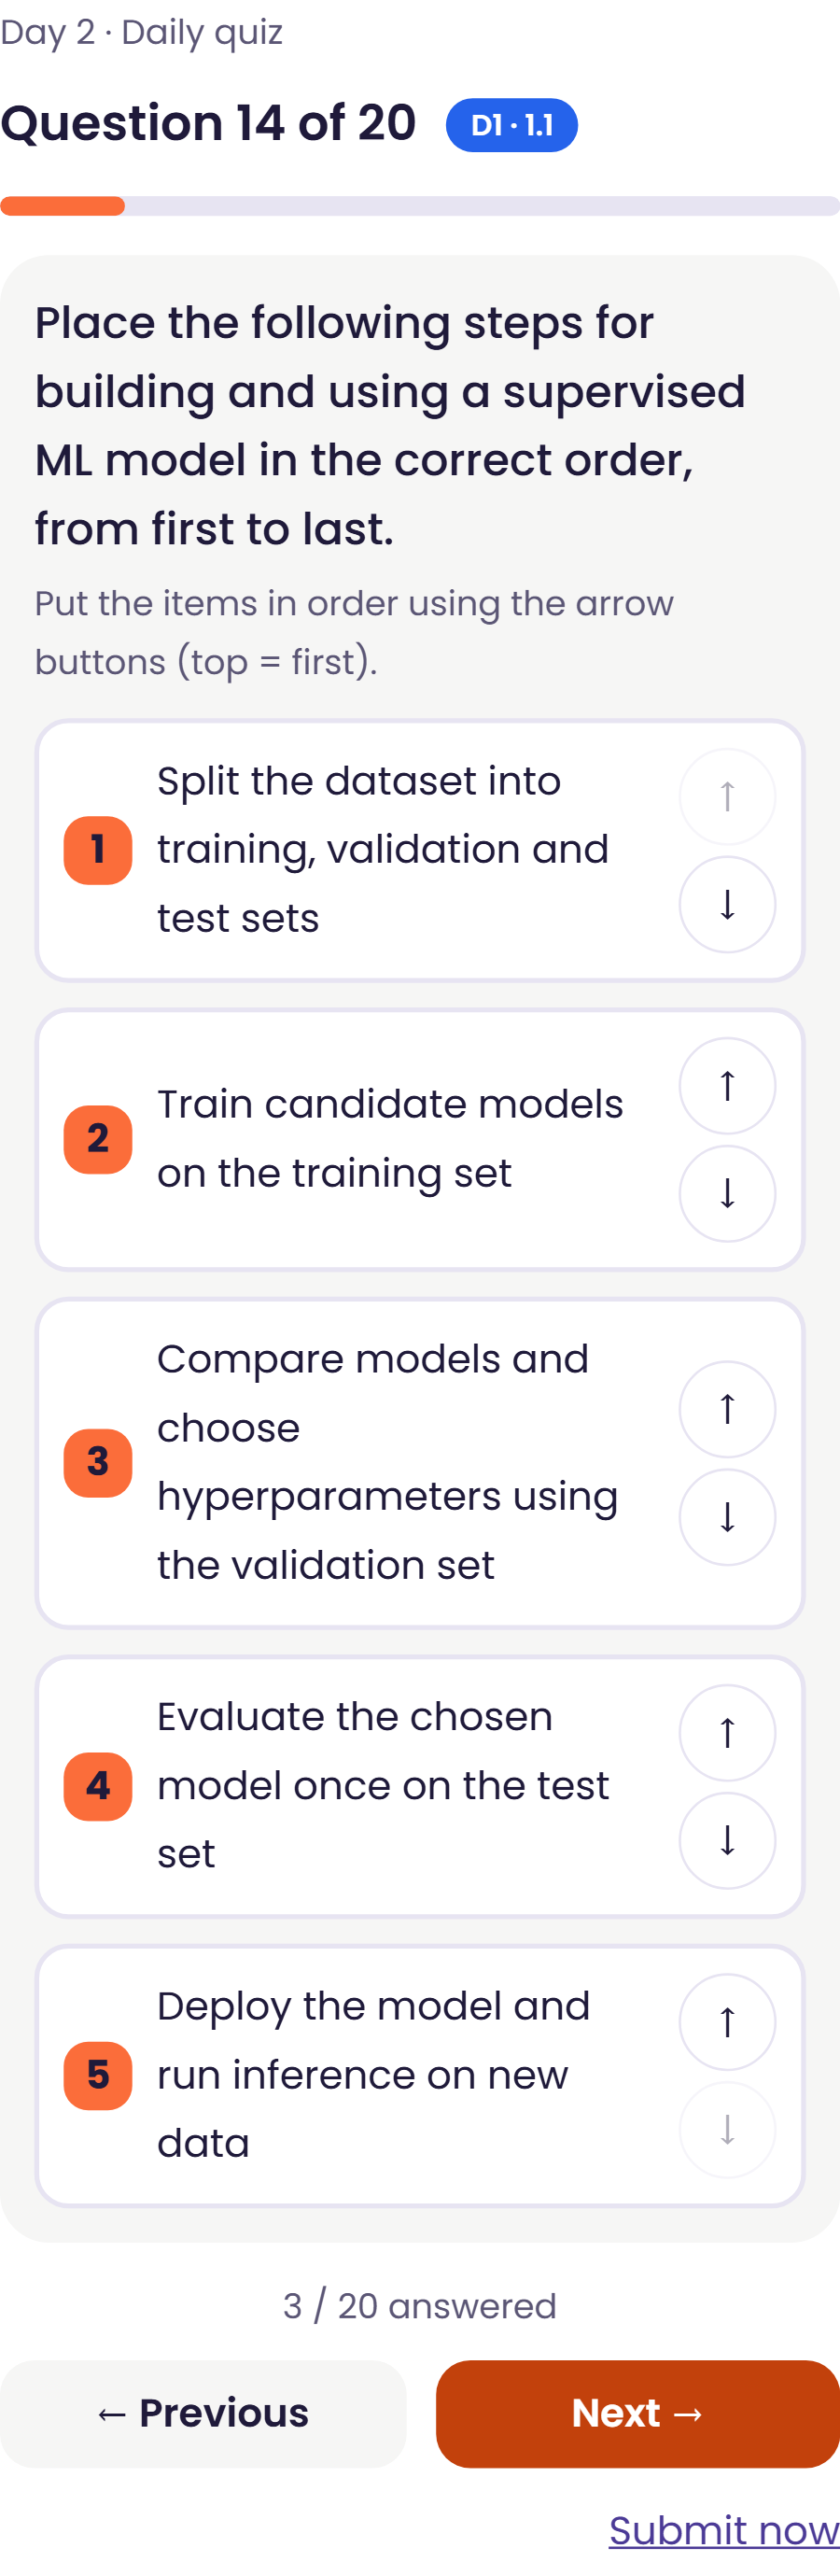 Day 2 · Daily quiz
Question 14 of 20 D1 · 1.1
Place the following steps for
building and using a supervised
ML model in the correct order,
from first to last.
Put the items in order using the arrow
buttons (top = first).
1
Split the dataset into
training, validation and
test sets
↑
↓
2
Train candidate models
on the training set
↑
↓
3
Compare models and
choose
hyperparameters using
the validation set
↑
↓
4
Evaluate the chosen
model once on the test
set
↑
↓
5
Deploy the model and
run inference on new
data
↑
↓
3 / 20 answered
← Previous
Next →
Submit now